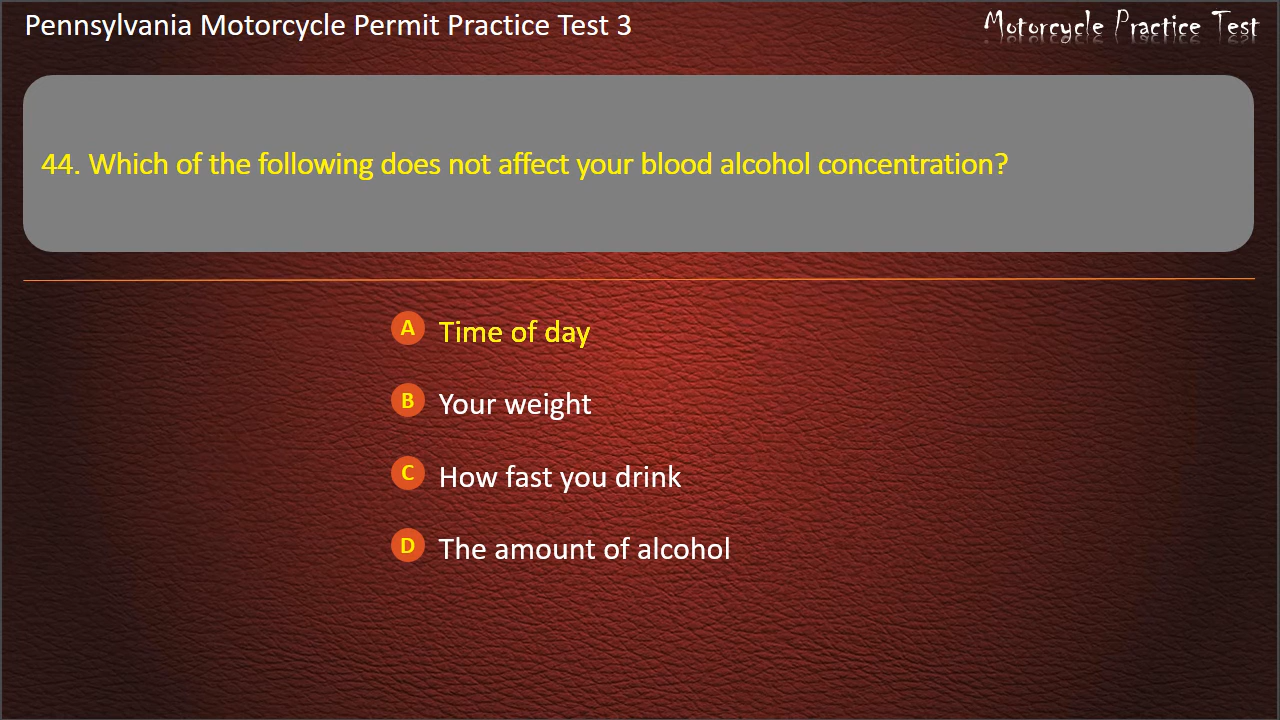 Pennsylvania Motorcycle Permit Practice Test 3
Motorcycle Practice Test
44. Which of the following does not affect your blood alcohol concentration?
A Time of day
B Your weight
C How fast you drink
D The amount of alcohol